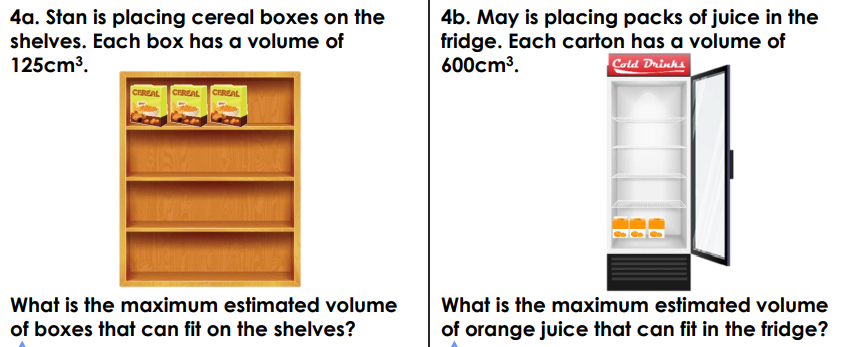 4a. Stan is placing cereal boxes on the
shelves. Each box has a volume of
125cm³.
CEREAL CEREAL CEREAL
What is the maximum estimated volume
of boxes that can fit on the shelves?
4b. May is placing packs of juice in the
fridge. Each carton has a volume of
600cm³.
Cold Drinks
What is the maximum estimated volume
of orange juice that can fit in the fridge?